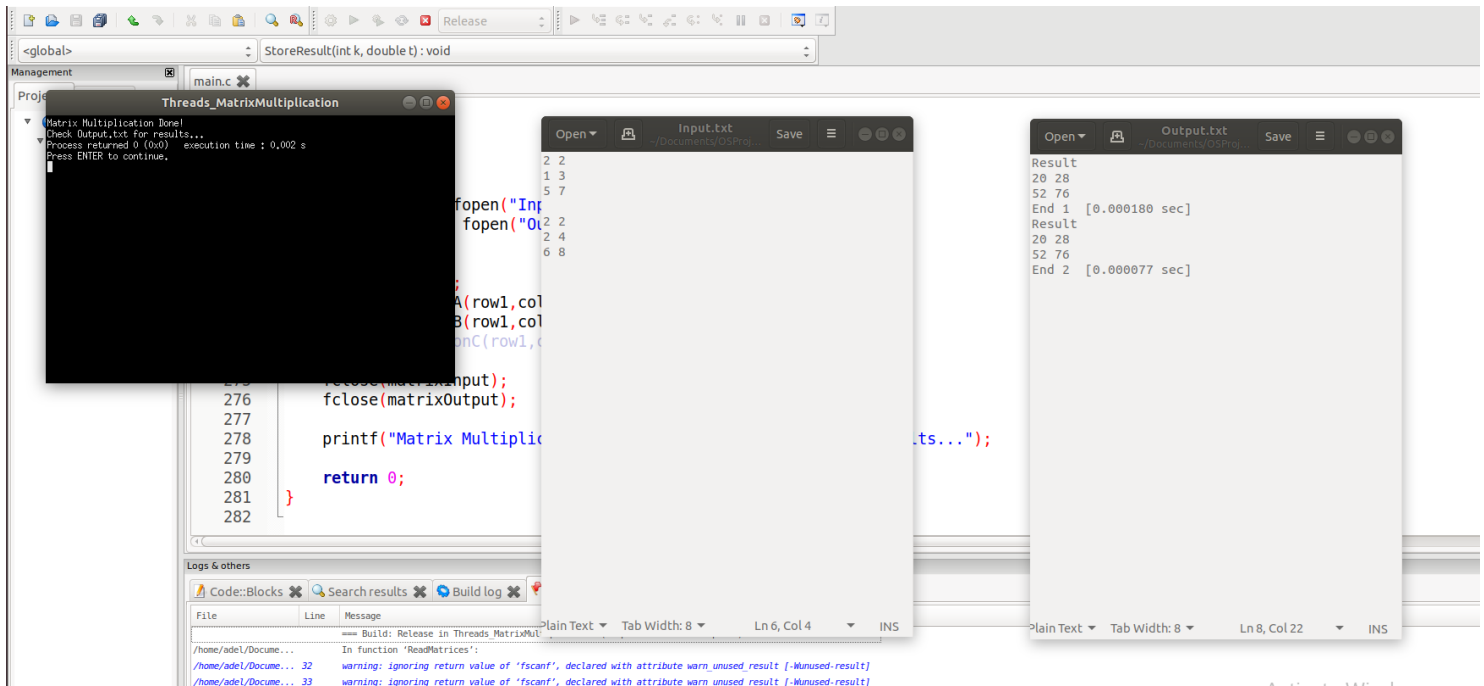 Release
<global>
StoreResult(int k, double t) : void
Management
main.c
Proje
Threads_MatrixMultiplication
Matrix Multiplication Done!
Check Output.txt for results...
Process returned 0 (0x0)   execution time : 0.002 s
Press ENTER to continue.
fopen("Inp
fopen("Ou
;
A(row1,col
B(row1,col
onC(row1,c
275 fclose(matrixInput);
276 fclose(matrixOutput);
277
278 printf("Matrix Multiplic
lts...");
279
280 return 0;
281 }
282
Open
Input.txt
Save
~/Documents/OSProj...
2 2
1 3
5 7
2 2
2 4
6 8
Plain Text
Tab Width: 8
Ln 6, Col 4
INS
Open
Output.txt
Save
~/Documents/OSProj...
Result
20 28
52 76
End 1  [0.000180 sec]
Result
20 28
52 76
End 2  [0.000077 sec]
Plain Text
Tab Width: 8
Ln 8, Col 22
INS
Logs & others
Code::Blocks
Search results
Build log
File Line Message
=== Build: Release in Threads_MatrixMul
/home/adel/Docume... In function 'ReadMatrices':
/home/adel/Docume... 32 warning: ignoring return value of 'fscanf', declared with attribute warn_unused_result [-Wunused-result]
/home/adel/Docume... 33 warning: ignoring return value of 'fscanf', declared with attribute warn_unused_result [-Wunused-result]